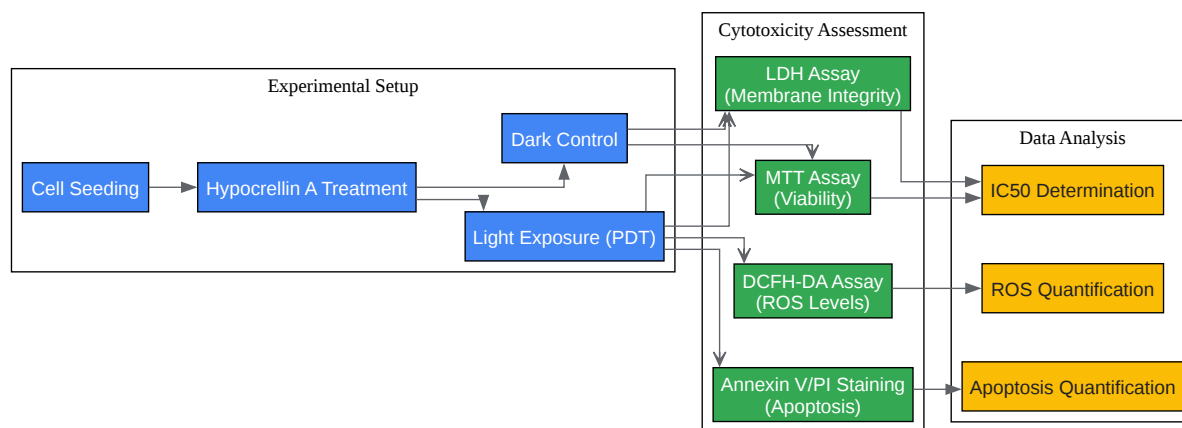 Experimental Setup
Cell Seeding
Hypocrellin A Treatment
Dark Control
Light Exposure (PDT)
Cytotoxicity Assessment
LDH Assay
(Membrane Integrity)
MTT Assay
(Viability)
DCFH-DA Assay
(ROS Levels)
Annexin V/PI Staining
(Apoptosis)
Data Analysis
IC50 Determination
ROS Quantification
Apoptosis Quantification